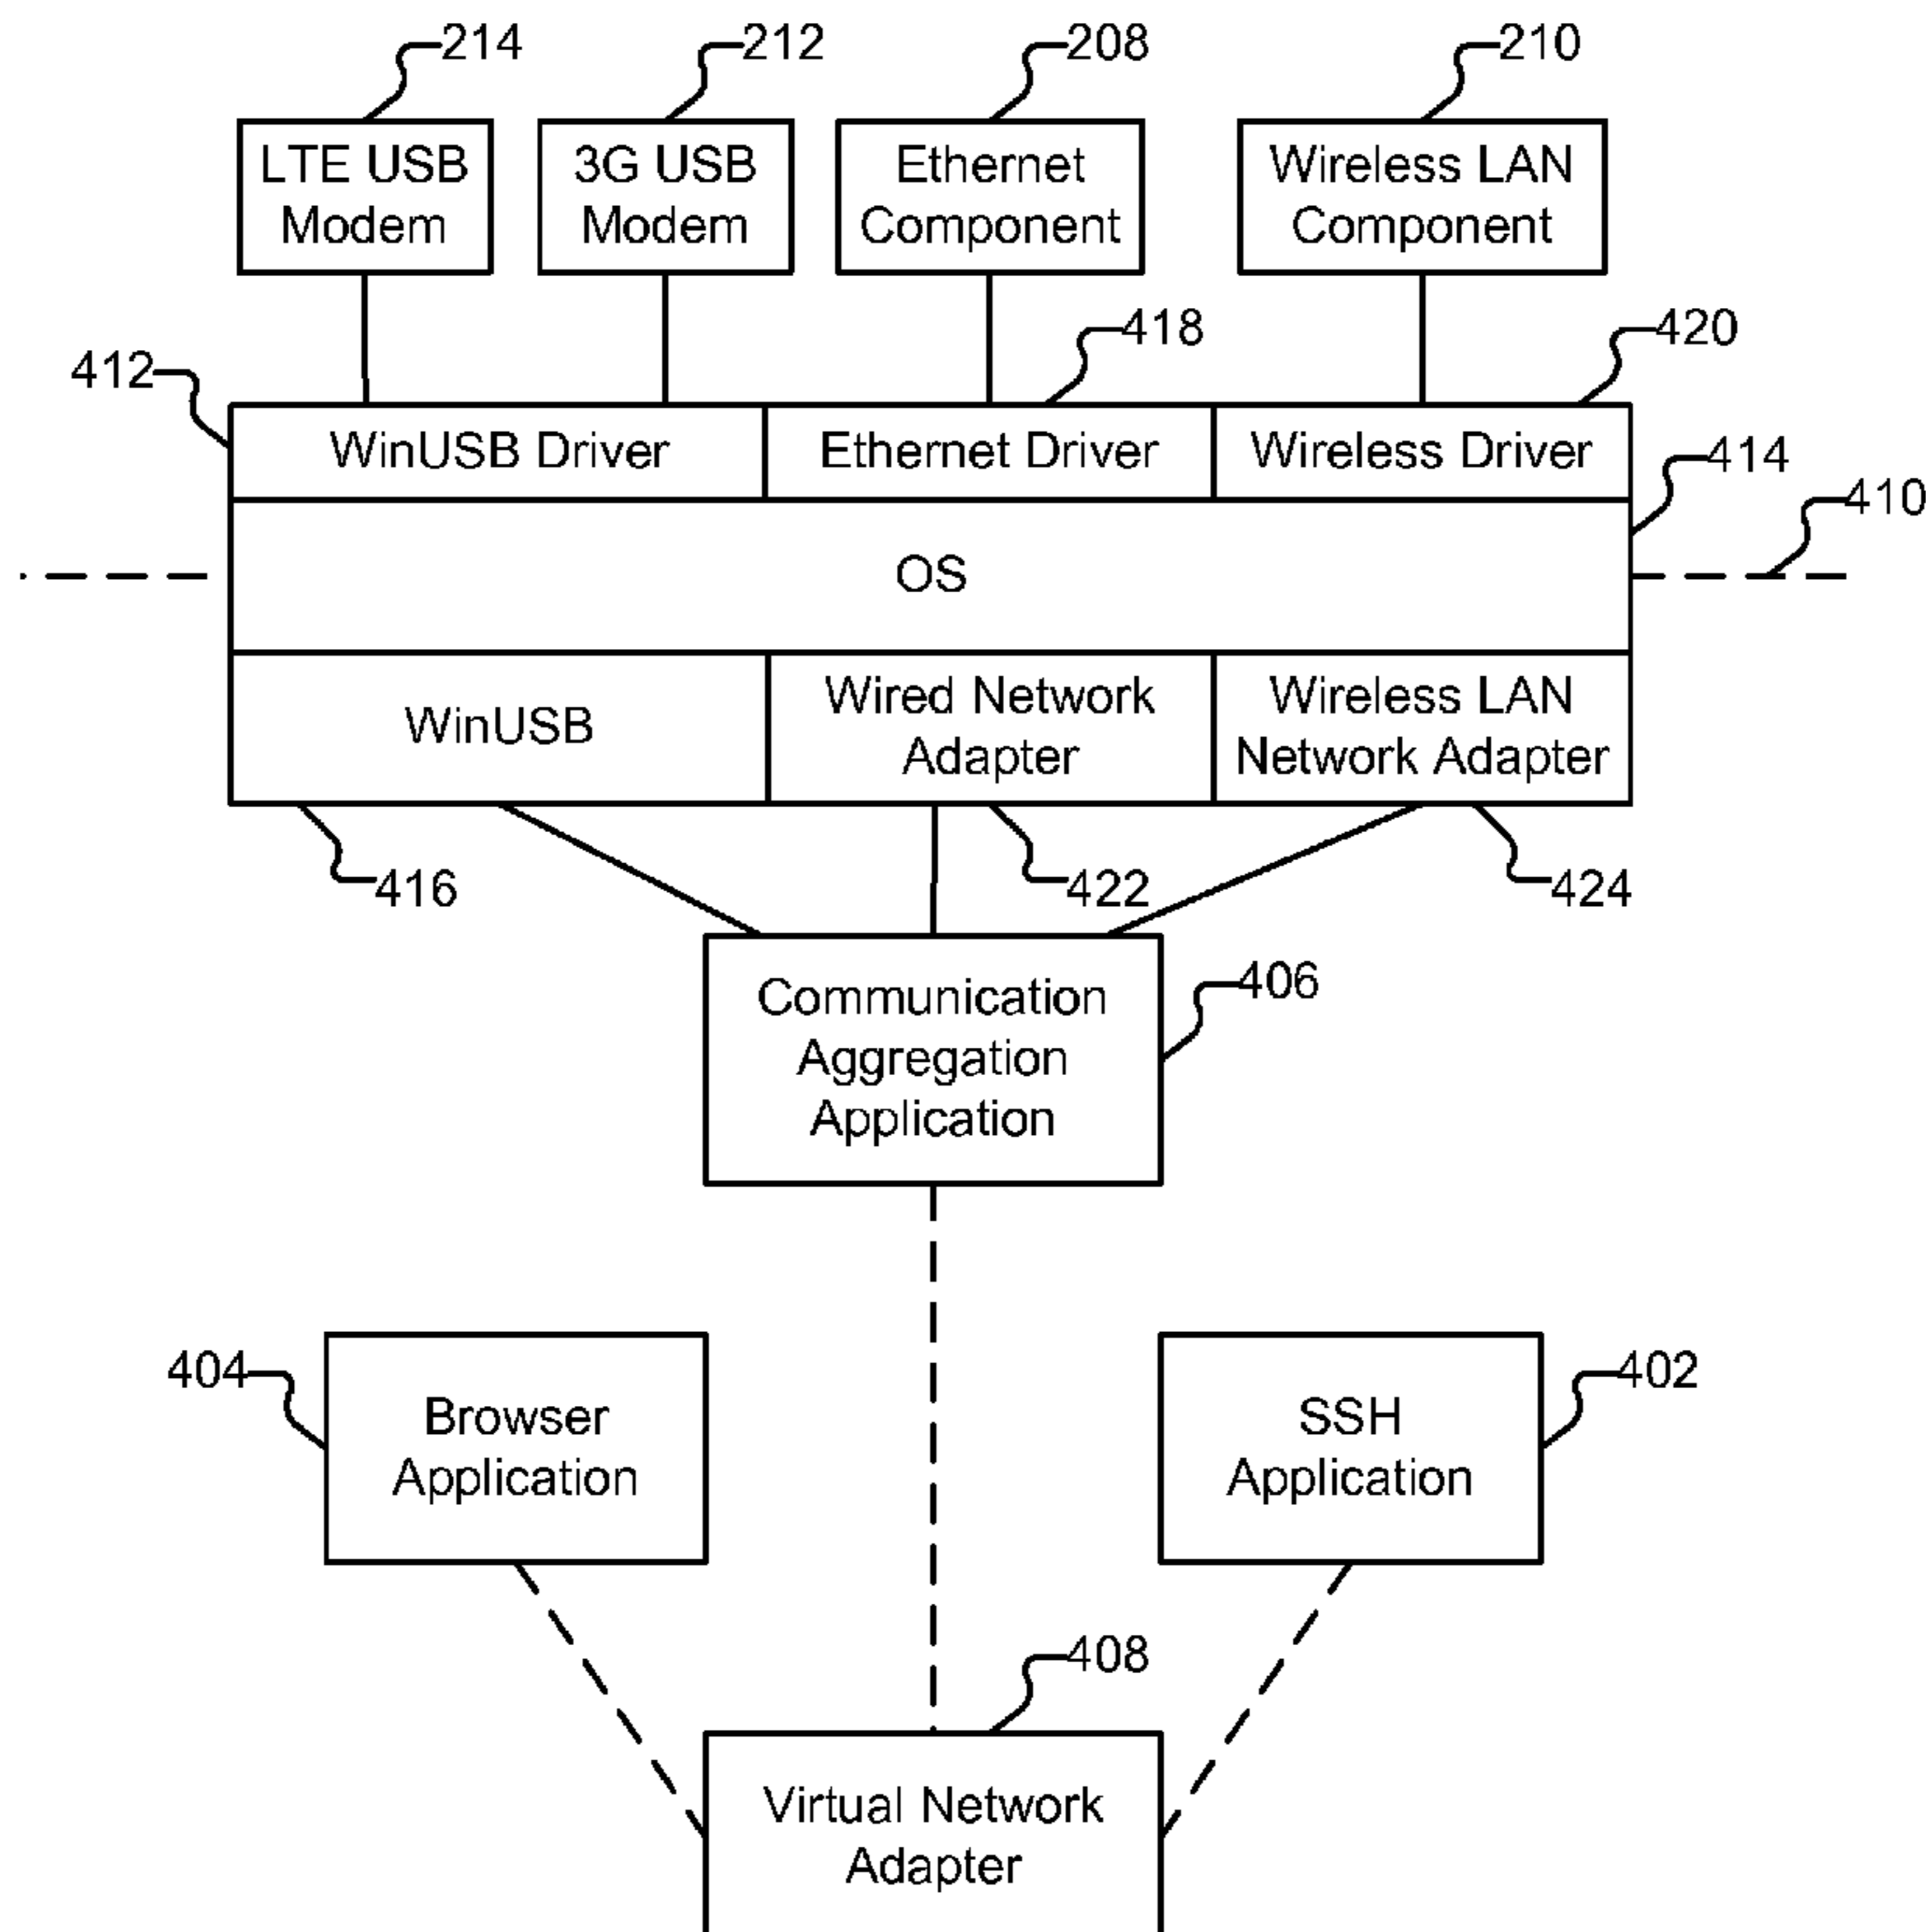 214
212
208
210
LTE USB
Modem
3G USB
Modem
Ethernet
Component
Wireless LAN
Component
418
420
412
WinUSB Driver
Ethernet Driver
Wireless Driver
414
410
OS
WinUSB
Wired Network
Adapter
Wireless LAN
Network Adapter
416
422
424
Communication
Aggregation
Application
406
404
Browser
Application
SSH
Application
402
408
Virtual Network
Adapter